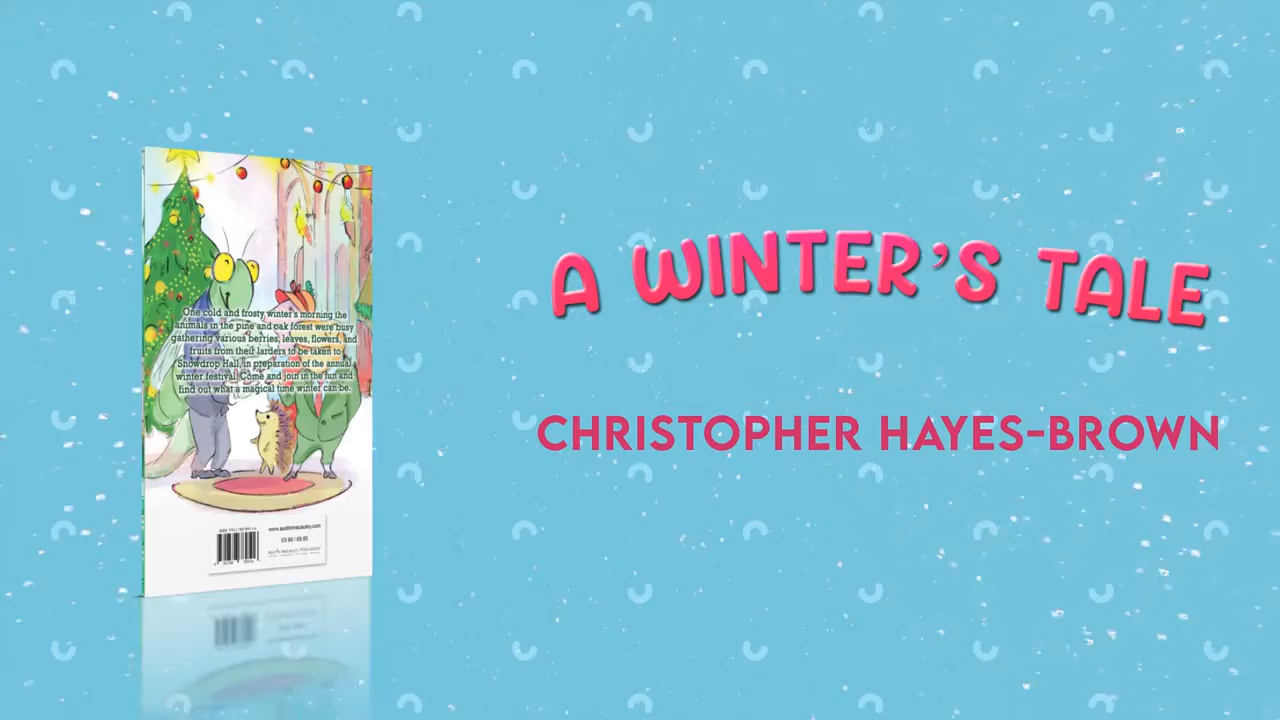 A WINTER'S TALE
CHRISTOPHER HAYES-BROWN
One cold and frosty winter's morning the
animals in the pine and oak forest were busy
gathering various berries, leaves, flowers, and
fruits from their larders to be taken to
Snowdrop Hall, in preparation of the annual
winter festival. Come and join in the fun and
find out what a magical time winter can be.
www.austinmacauley.com